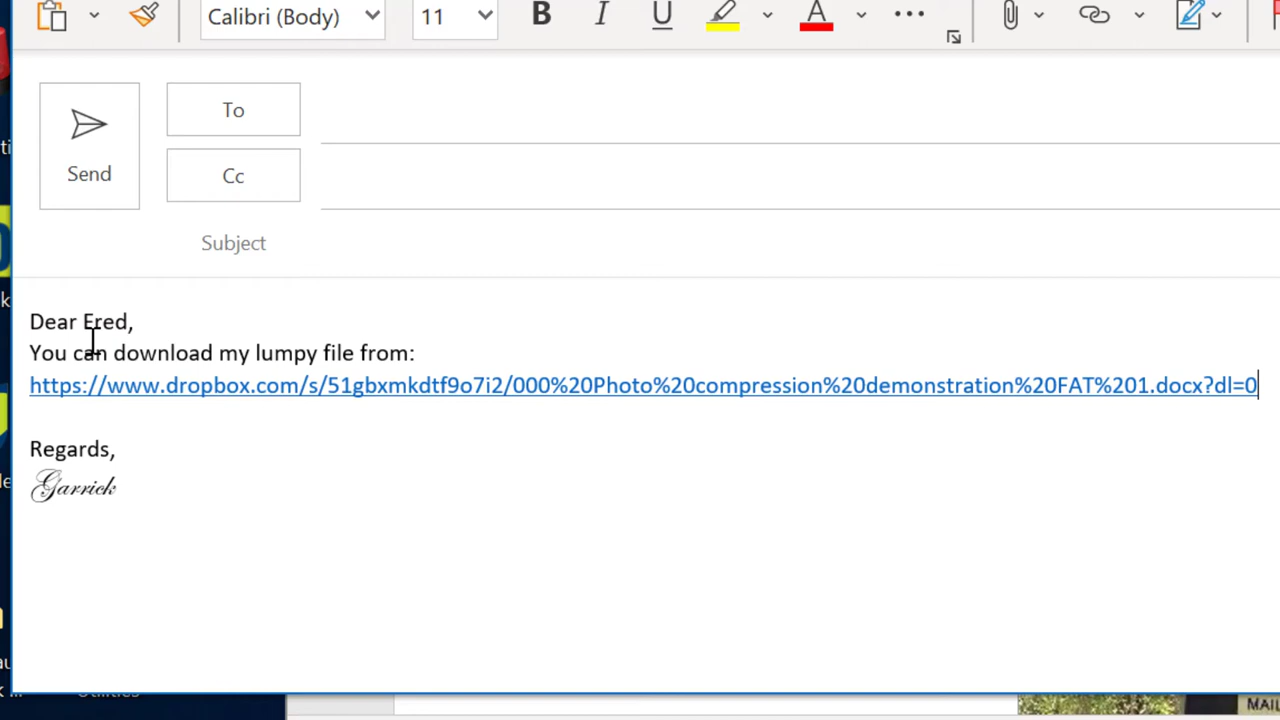 Calibri (Body)
11
B
I
U
A
To
Send
Cc
Subject
Dear Ered,
You can download my lumpy file from:
https://www.dropbox.com/s/51gbxmkdtf9o7i2/000%20Photo%20compression%20demonstration%20FAT%201.docx?dl=0
Regards,
Garrick